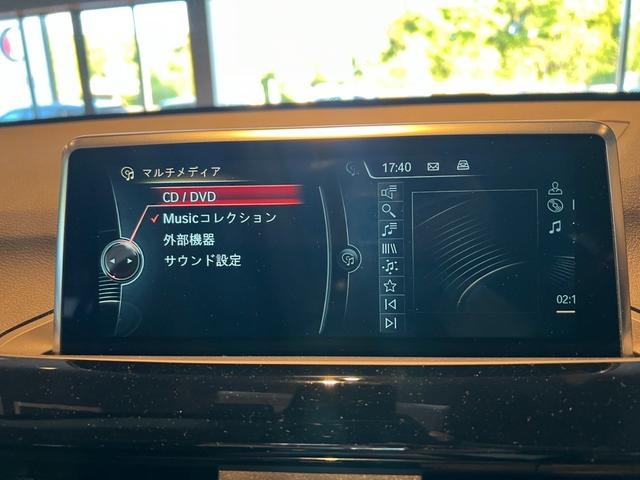 マルチメディア
17:40
CD / DVD
Musicコレクション
外部機器
サウンド設定
02:1